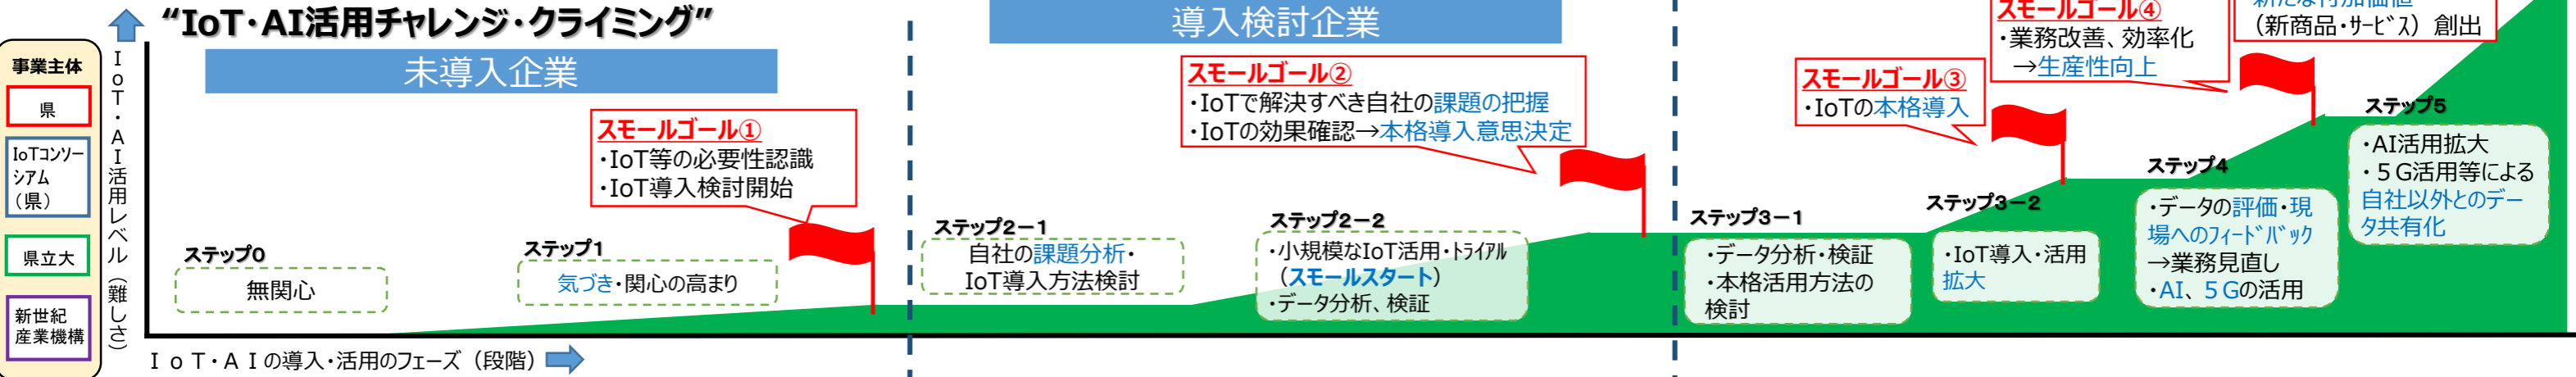 “IoT・AI活用チャレンジ・クライミング”
事業主体
県
IoTコンソー
シアム
（県）
県立大
新世紀
産業機構
IoT・AI活用レベル（難しさ）
未導入企業
導入検討企業
スモールゴール①
・IoT等の必要性認識
・IoT導入検討開始
スモールゴール②
・IoTで解決すべき自社の課題の把握
・IoTの効果確認→本格導入意思決定
スモールゴール③
・IoTの本格導入
スモールゴール④
・業務改善、効率化
→生産性向上
新たな付加価値
（新商品・ｻｰﾋﾞｽ）創出
ステップ0
無関心
ステップ1
気づき・関心の高まり
ステップ2－1
自社の課題分析・
IoT導入方法検討
ステップ2－2
・小規模なIoT活用・ﾄﾗｲｱﾙ
（スモールスタート）
・データ分析、検証
ステップ3－1
・データ分析・検証
・本格活用方法の
検討
ステップ3－2
・IoT導入・活用
拡大
ステップ4
・データの評価・現
場へのﾌｨｰﾄﾞﾊﾞｯｸ
→業務見直し
・AI、５Gの活用
ステップ5
・AI活用拡大
・５G活用等による
自社以外とのデー
タ共有化
ＩｏＴ・ＡＩの導入・活用のフェーズ（段階）